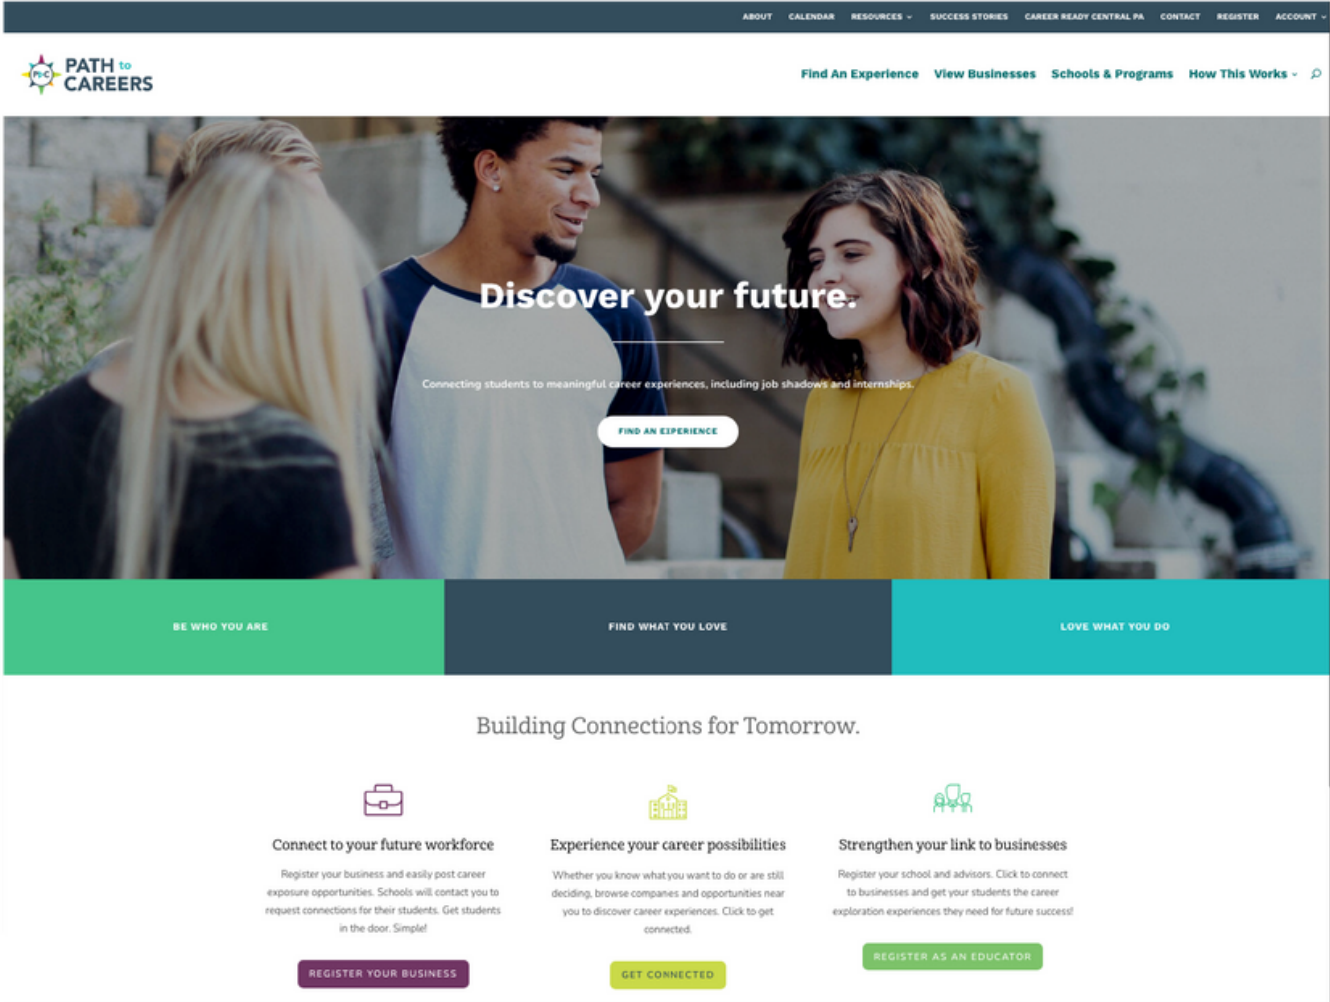 ABOUT CALENDAR RESOURCES SUCCESS STORIES CAREER READY CENTRAL PA CONTACT REGISTER ACCOUNT
PATH to
CAREERS
PtoC
Find An Experience View Businesses Schools & Programs How This Works
Discover your future.
Connecting students to meaningful career experiences, including job shadows and internships.
FIND AN EXPERIENCE
BE WHO YOU ARE
FIND WHAT YOU LOVE
LOVE WHAT YOU DO
Building Connections for Tomorrow.
Connect to your future workforce
Register your business and easily post career
exposure opportunities. Schools will contact you to
request connections for their students. Get students
in the door. Simple!
REGISTER YOUR BUSINESS
Experience your career possibilities
Whether you know what you want to do or are still
deciding, browse companies and opportunities near
you to discover career experiences. Click to get
connected.
GET CONNECTED
Strengthen your link to businesses
Register your school and advisors. Click to connect
to businesses and get your students the career
exploration experiences they need for future success!
REGISTER AS AN EDUCATOR